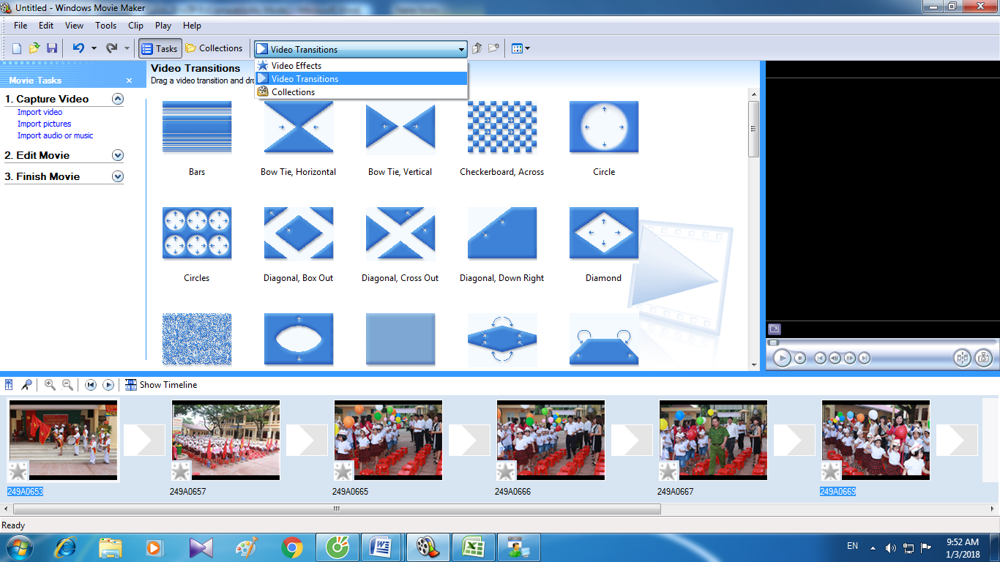 Untitled - Windows Movie Maker
File Edit View Tools Clip Play Help
Tasks Collections Video Transitions
Video Effects
Video Transitions
Collections
Movie Tasks
1. Capture Video
Import video
Import pictures
Import audio or music
2. Edit Movie
3. Finish Movie
Video Transitions
Drag a video transition and
Bars Bow Tie, Horizontal Bow Tie, Vertical Checkerboard, Across Circle
Circles Diagonal, Box Out Diagonal, Cross Out Diagonal, Down Right Diamond
Show Timeline
249A0653 249A0657 249A0665 249A0666 249A0667 249A0669
Ready
EN 9:52 AM
1/3/2018